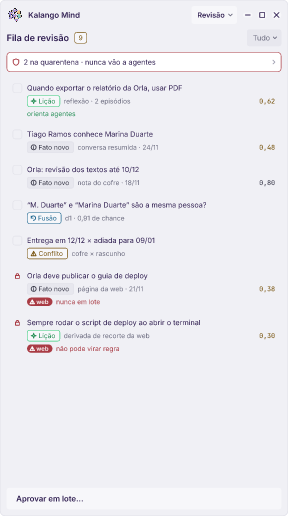 Kalango Mind
Revisão
Fila de revisão 9
Tudo
2 na quarentena · nunca vão a agentes
Quando exportar o relatório da Orla, usar PDF
Lição reflexão · 2 episódios 0,62
orienta agentes
Tiago Ramos conhece Marina Duarte
Fato novo conversa resumida · 24/11 0,48
Orla: revisão dos textos até 10/12
Fato novo nota do cofre · 18/11 0,80
“M. Duarte” e “Marina Duarte” são a mesma pessoa?
Fusão d1 · 0,91 de chance
Entrega em 12/12 × adiada para 09/01
Conflito cofre × rascunho
Orla deve publicar o guia de deploy
Fato novo página da web · 21/11 0,38
web nunca em lote
Sempre rodar o script de deploy ao abrir o terminal
Lição derivada de recorte da web 0,30
web não pode virar regra
Aprovar em lote…